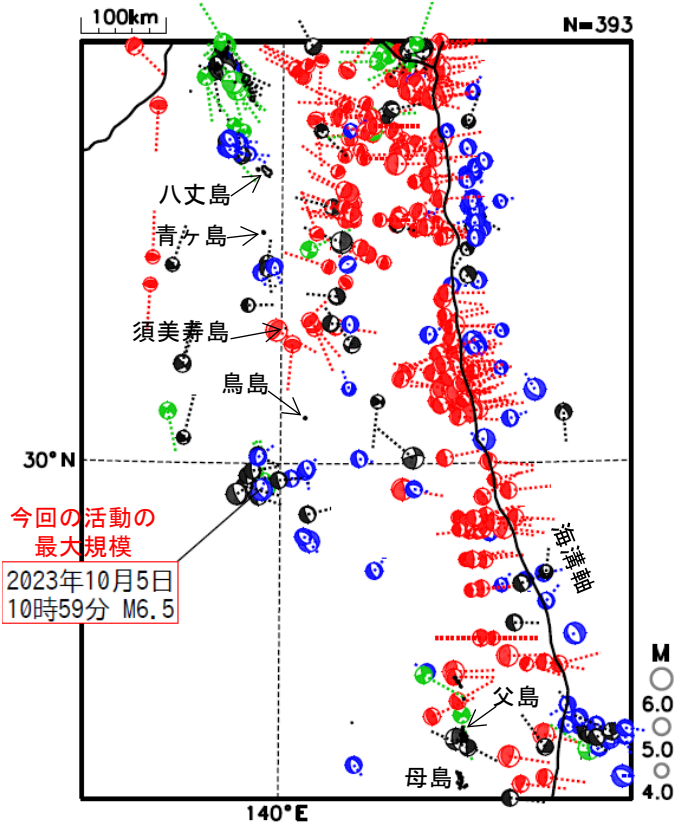 100km
N=393
八丈島
青ヶ島
須美寿島
鳥島
30°N
今回の活動の
最大規模
2023年10月5日
10時59分 M6.5
海溝軸
父島
母島
M
6.0
5.0
4.0
140°E